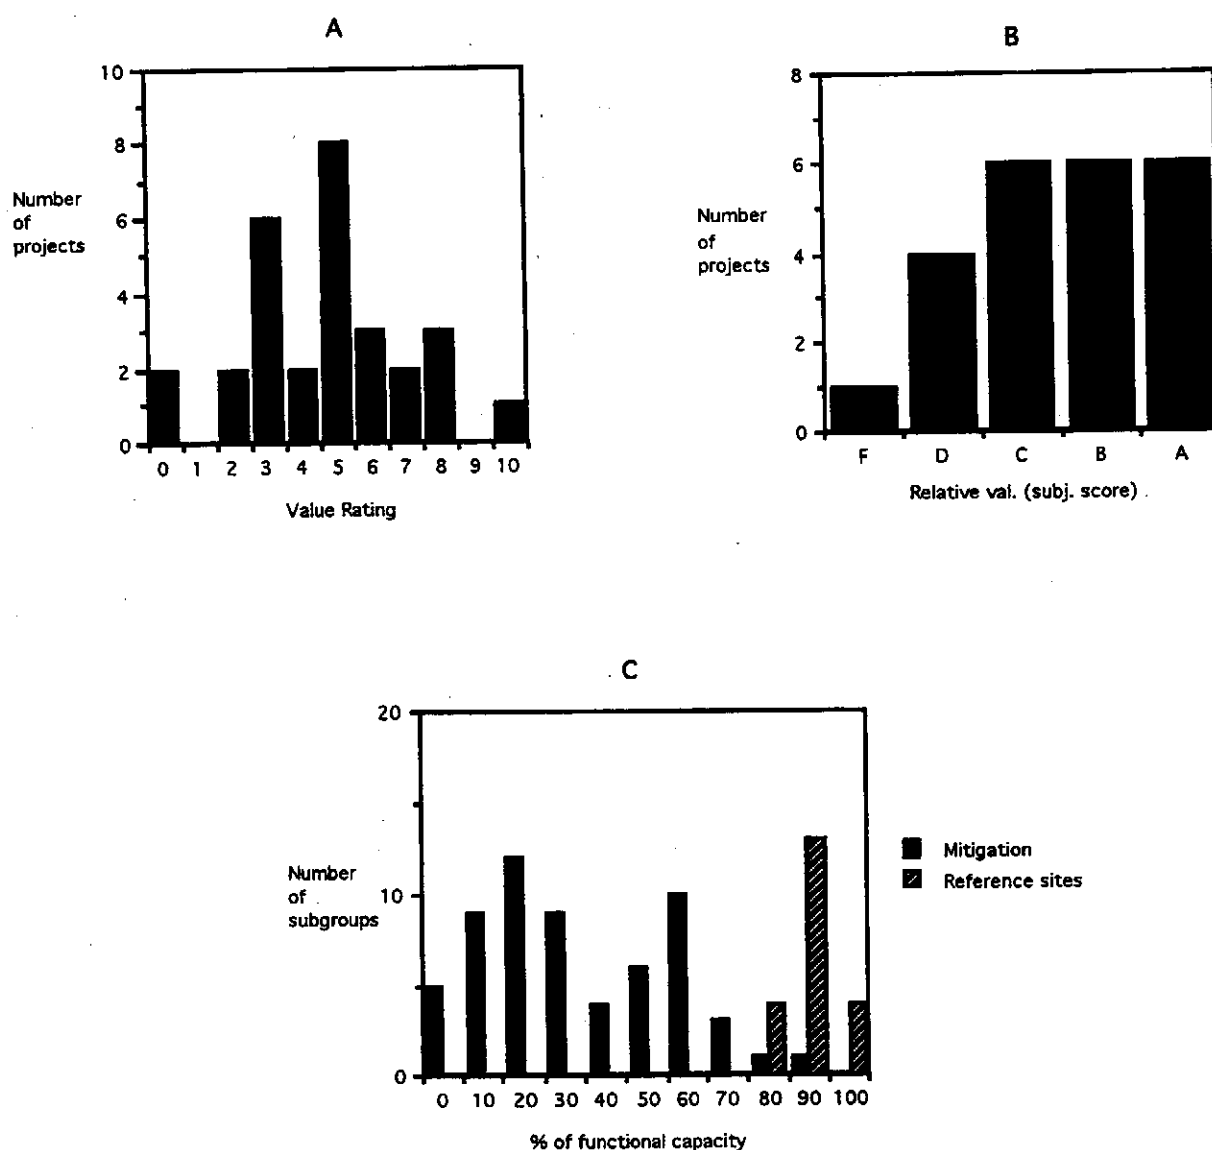 A
10
8
6
4
2
0
Number
of
projects
0 1 2 3 4 5 6 7 8 9 10
Value Rating
B
8
6
4
2
0
Number
of
projects
F D C B A
Relative val. (subj. score)
C
20
10
0
Number
of
subgroups
0 10 20 30 40 50 60 70 80 90 100
% of functional capacity
Mitigation
Reference sites